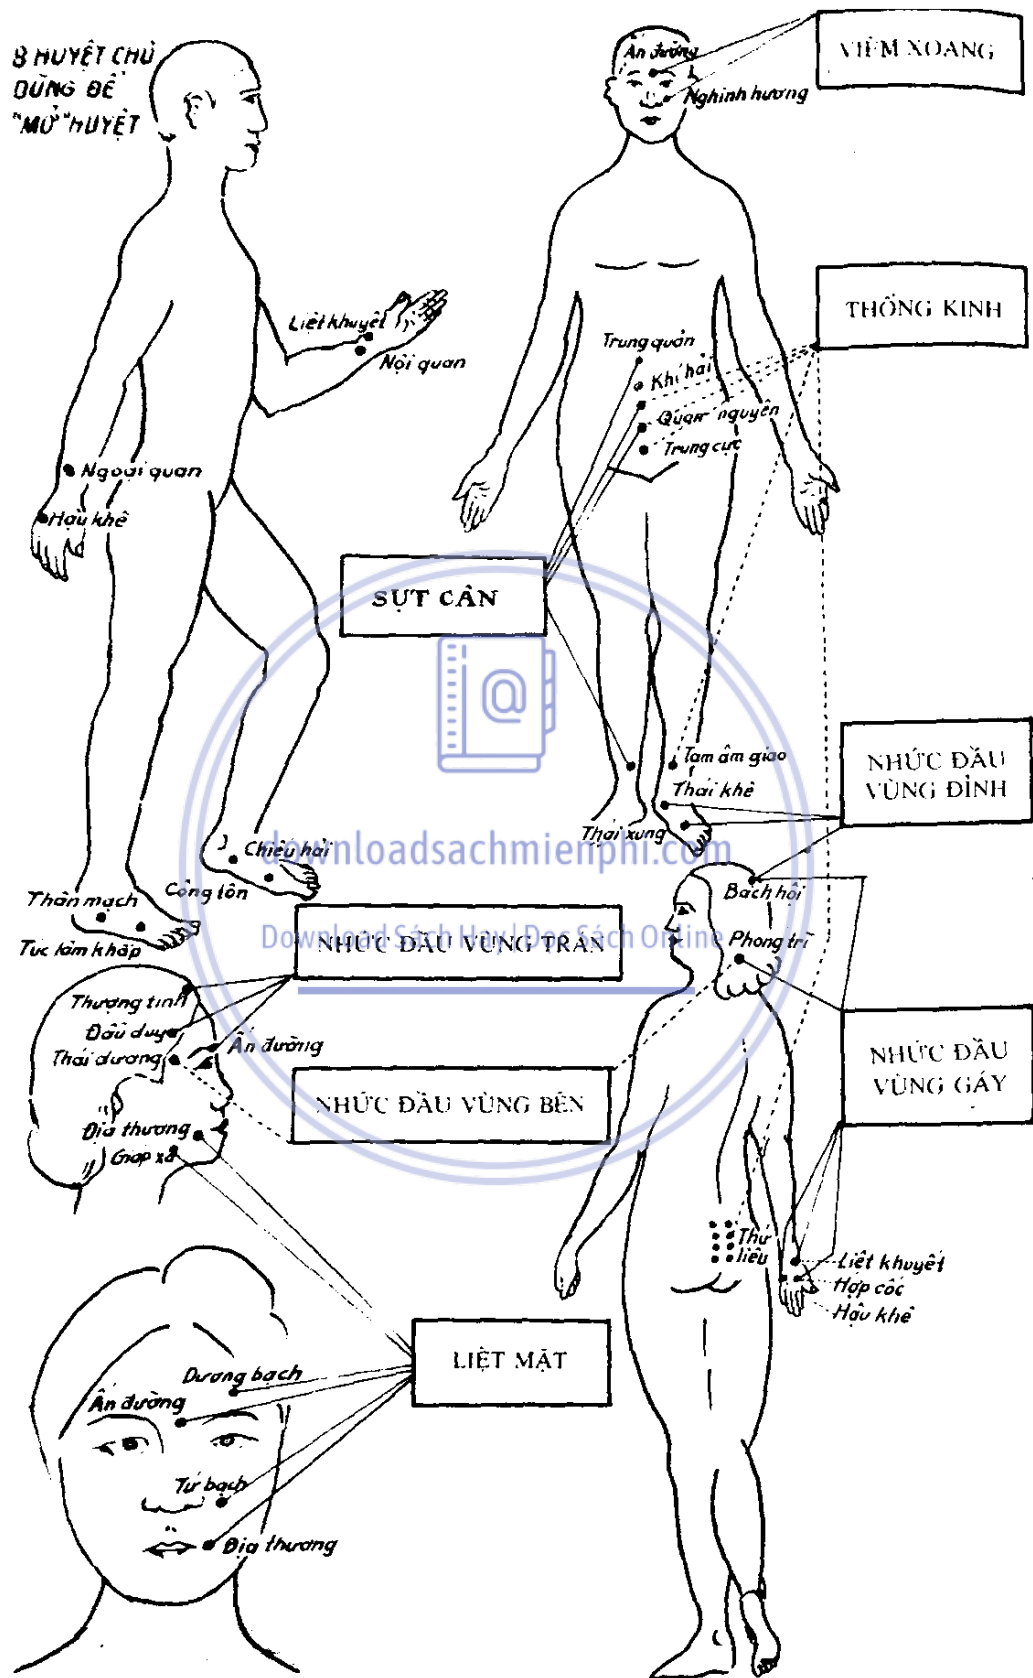 8 HUYỆT CHỦ
DÙNG ĐỂ
"MỞ" HUYỆT
Ấn đường
Nghinh hương
VIÊM XOANG
Liệt khuyết
Nội quan
Ngoại quan
Hậu khê
THỐNG KINH
Trung quản
Khí hải
Quan nguyên
Trung cực
SỤT CÂN
Tam âm giao
Thái khê
Thái xung
NHỨC ĐẦU
VÙNG ĐỈNH
Chiếu hải
Công tôn
Thân mạch
Túc lâm khấp
downloadsachmienphi.com
Download Sách Hay | Đọc Sách Online
NHỨC ĐẦU VÙNG TRÁN
Bách hội
Phong trì
Thượng tinh
Đầu duy
Thái dương
Ấn đường
NHỨC ĐẦU VÙNG BÊN
NHỨC ĐẦU
VÙNG GÁY
Địa thương
Giáp xa
Thứ
liêu
Liệt khuyết
Hợp cốc
Hậu khê
LIỆT MẶT
Dương bạch
Ấn đường
Tứ bạch
Địa thương